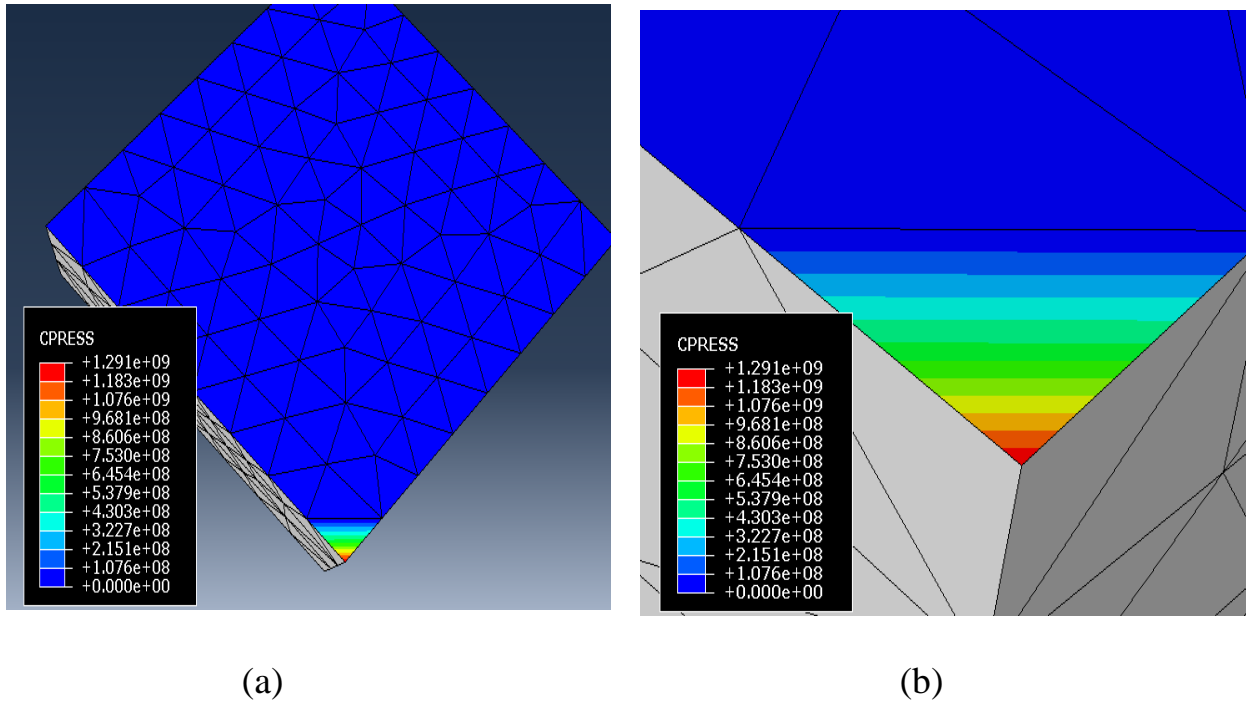 CPRESS
+1.291e+09
+1.183e+09
+1.076e+09
+9.681e+08
+8.606e+08
+7.530e+08
+6.454e+08
+5.379e+08
+4.303e+08
+3.227e+08
+2.151e+08
+1.076e+08
+0.000e+00
CPRESS
+1.291e+09
+1.183e+09
+1.076e+09
+9.681e+08
+8.606e+08
+7.530e+08
+6.454e+08
+5.379e+08
+4.303e+08
+3.227e+08
+2.151e+08
+1.076e+08
+0.000e+00
(a)
(b)